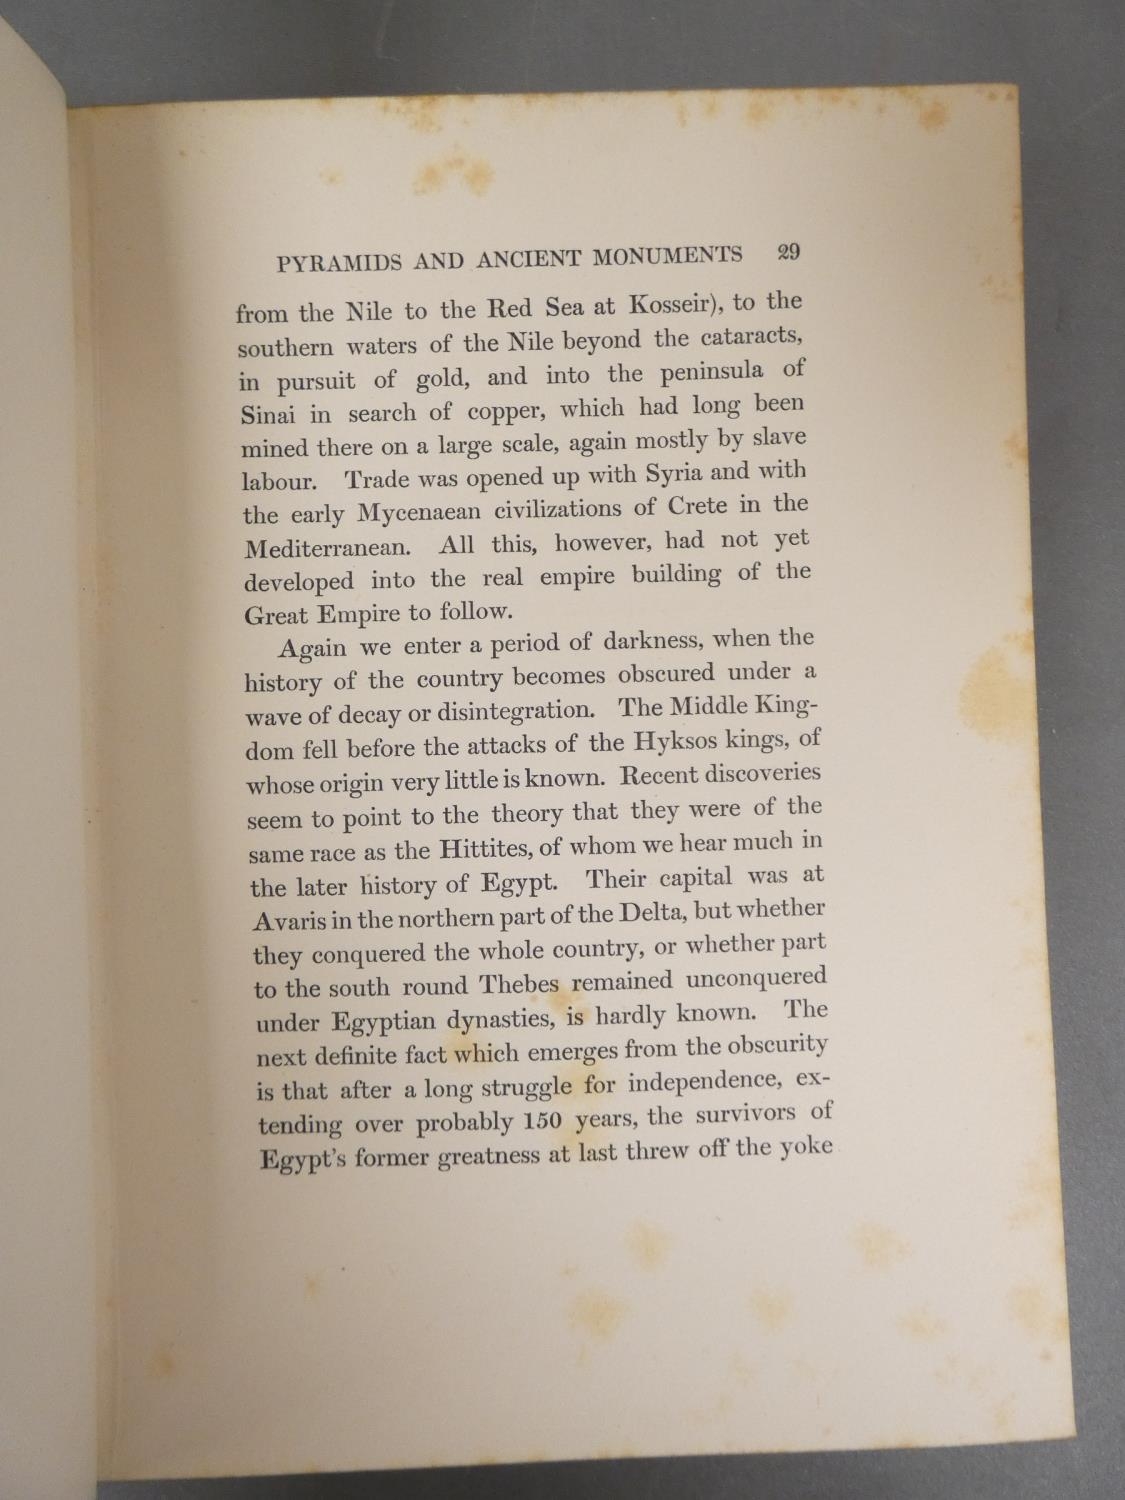 PYRAMIDS AND ANCIENT MONUMENTS 29
from the Nile to the Red Sea at Kosseir), to the
southern waters of the Nile beyond the cataracts,
in pursuit of gold, and into the peninsula of
Sinai in search of copper, which had long been
mined there on a large scale, again mostly by slave
labour. Trade was opened up with Syria and with
the early Mycenaean civilizations of Crete in the
Mediterranean. All this, however, had not yet
developed into the real empire building of the
Great Empire to follow.
Again we enter a period of darkness, when the
history of the country becomes obscured under a
wave of decay or disintegration. The Middle King-
dom fell before the attacks of the Hyksos kings, of
whose origin very little is known. Recent discoveries
seem to point to the theory that they were of the
same race as the Hittites, of whom we hear much in
the later history of Egypt. Their capital was at
Avaris in the northern part of the Delta, but whether
they conquered the whole country, or whether part
to the south round Thebes remained unconquered
under Egyptian dynasties, is hardly known. The
next definite fact which emerges from the obscurity
is that after a long struggle for independence, ex-
tending over probably 150 years, the survivors of
Egypt's former greatness at last threw off the yoke